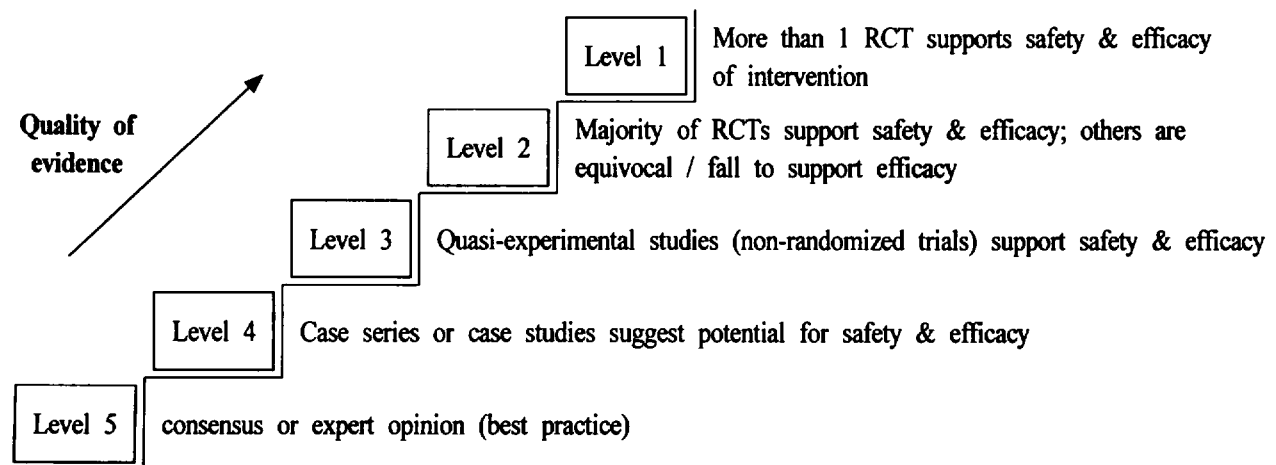 Level 1
More than 1 RCT supports safety & efficacy
of intervention
Quality of
evidence
Level 2
Majority of RCTs support safety & efficacy; others are
equivocal / fall to support efficacy
Level 3
Quasi-experimental studies (non-randomized trials) support safety & efficacy
Level 4
Case series or case studies suggest potential for safety & efficacy
Level 5
consensus or expert opinion (best practice)